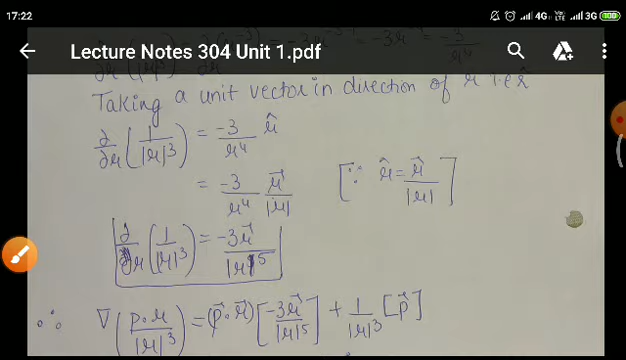 17:22 4G 3G 100
Lecture Notes 304 Unit 1.pdf
Taking a unit vector in direction of r i.e r̂
∂/∂r (1/|r|³) = -3/r⁴ r̂
= -3/r⁴ r⃗/|r| [∵ r̂ = r⃗/|r|]
∂/∂r (1/|r|³) = -3r⃗/|r|⁵
∴ ∇(p.r/|r|³) = (p⃗.r⃗) [-3r⃗/|r|⁵] + 1/|r|³ [p⃗]